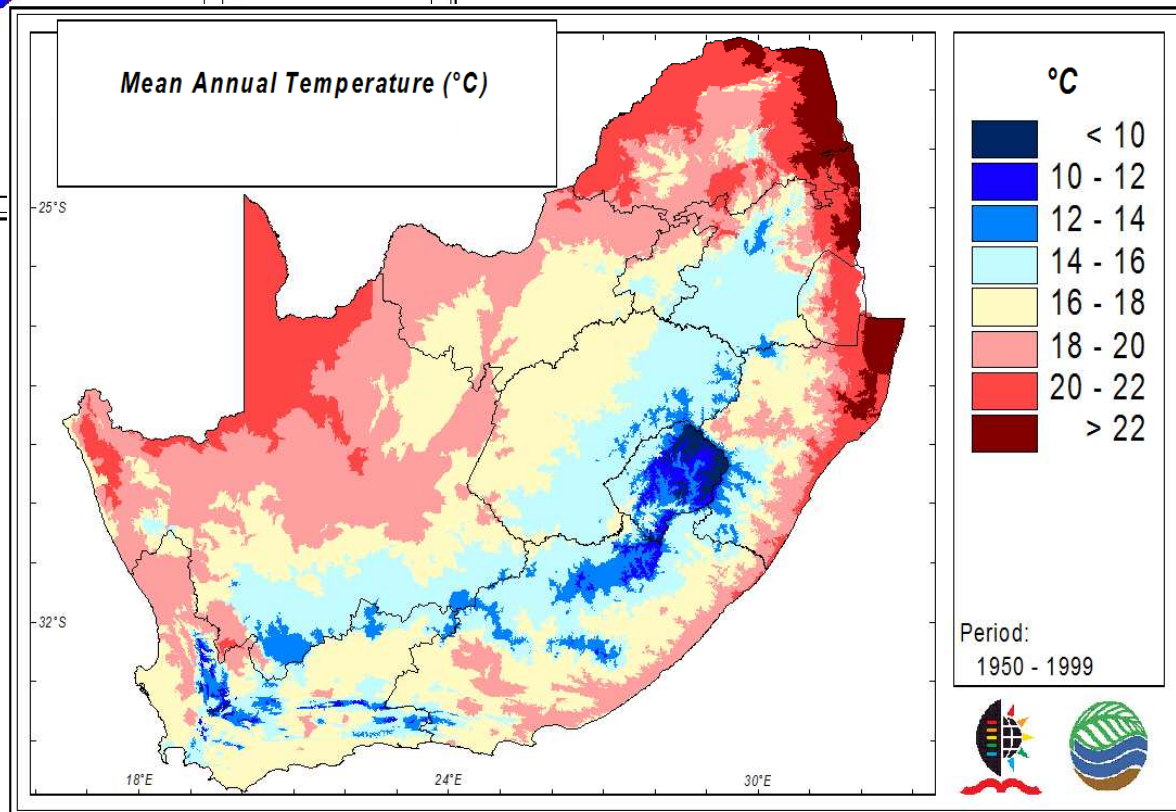 Mean Annual Temperature (°C)
°C
< 10
10 - 12
12 - 14
14 - 16
16 - 18
18 - 20
20 - 22
> 22
Period:
1950 - 1999
25°S
32°S
18°E
24°E
30°E